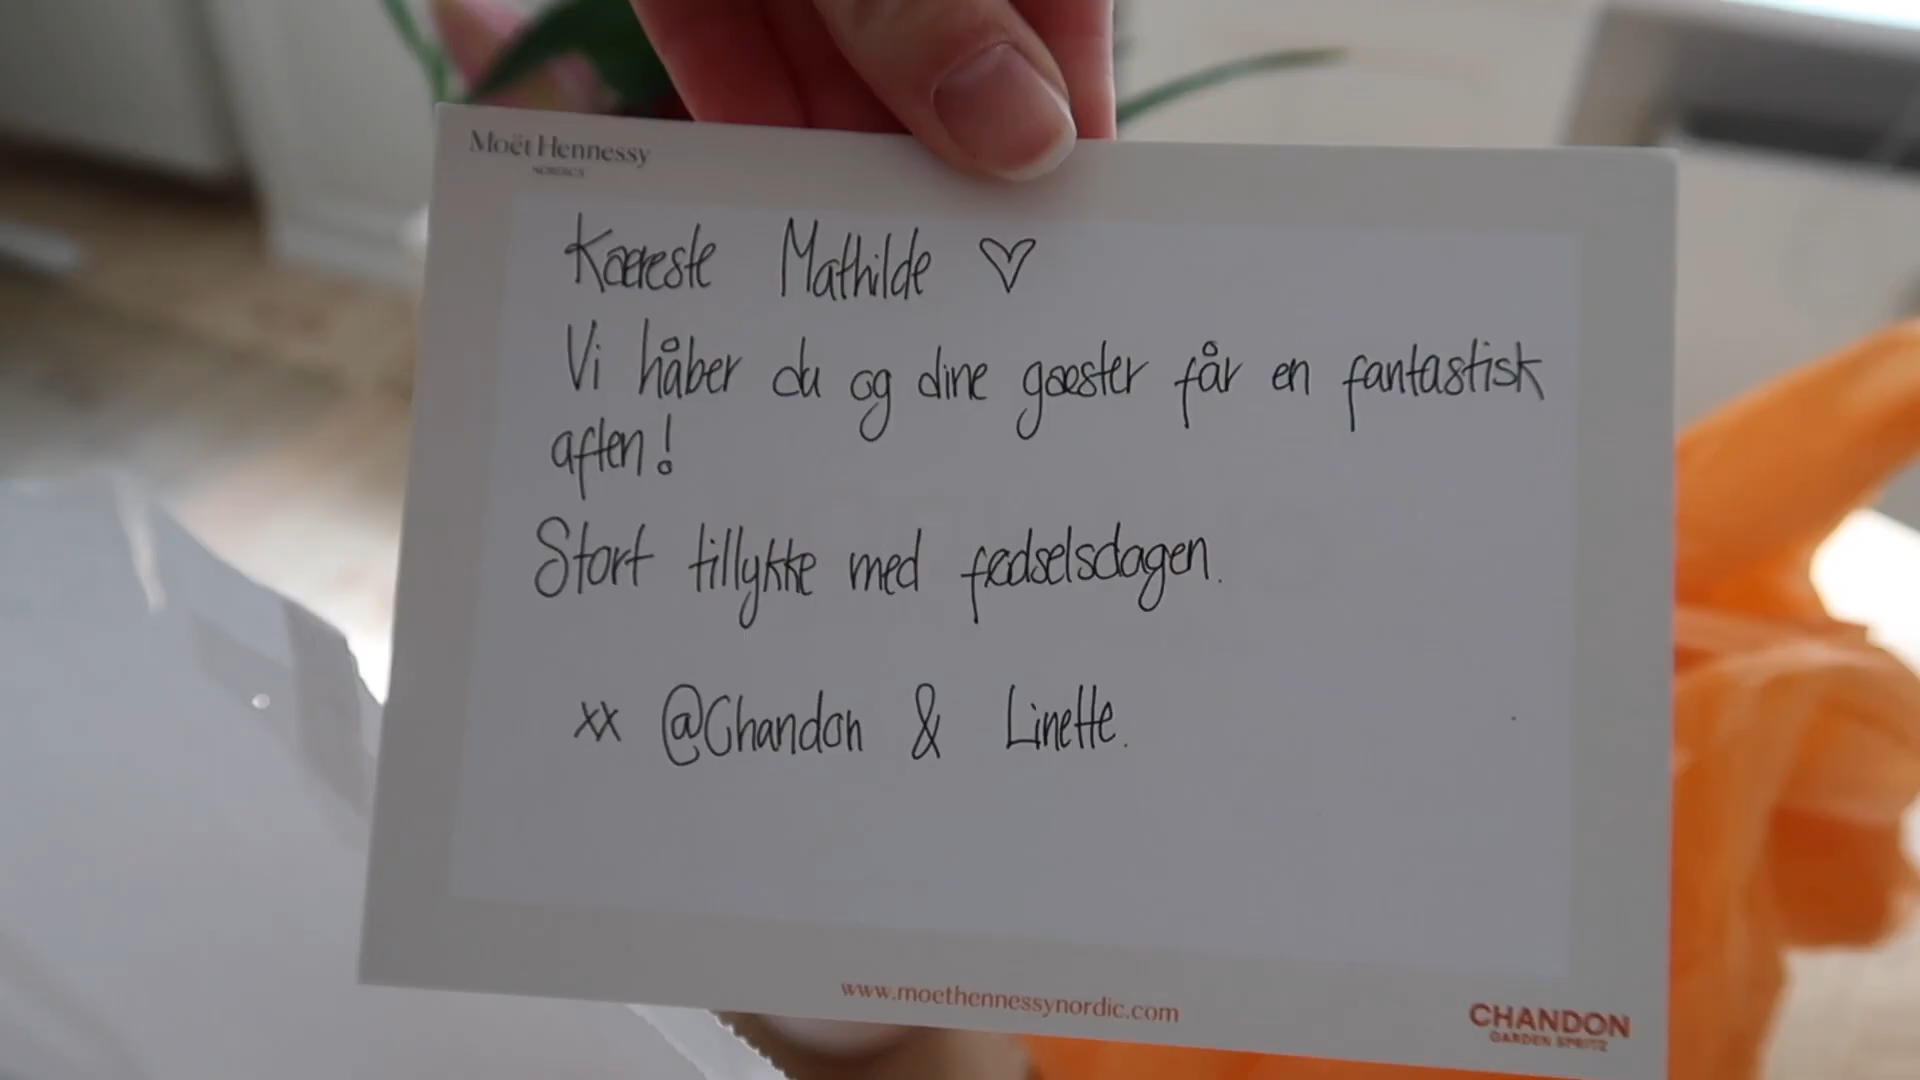 Moët Hennessy
NORDICS
Kæreste Mathilde ♡
Vi håber du og dine gæster får en fantastisk
aften!
Stort tillykke med fødselsdagen.
xx @Chandon & Linette.
www.moethennessynordic.com
CHANDON
GARDEN SPRITZ